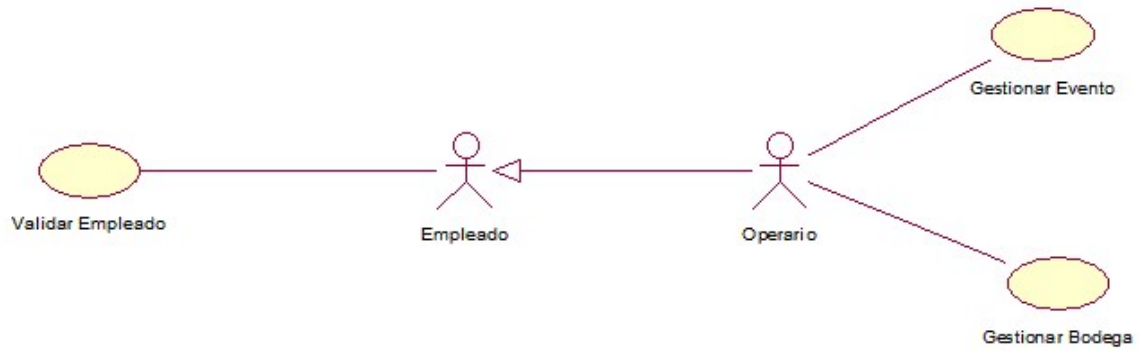 Gestionar Evento
Validar Empleado
Empleado
Operario
Gestionar Bodega